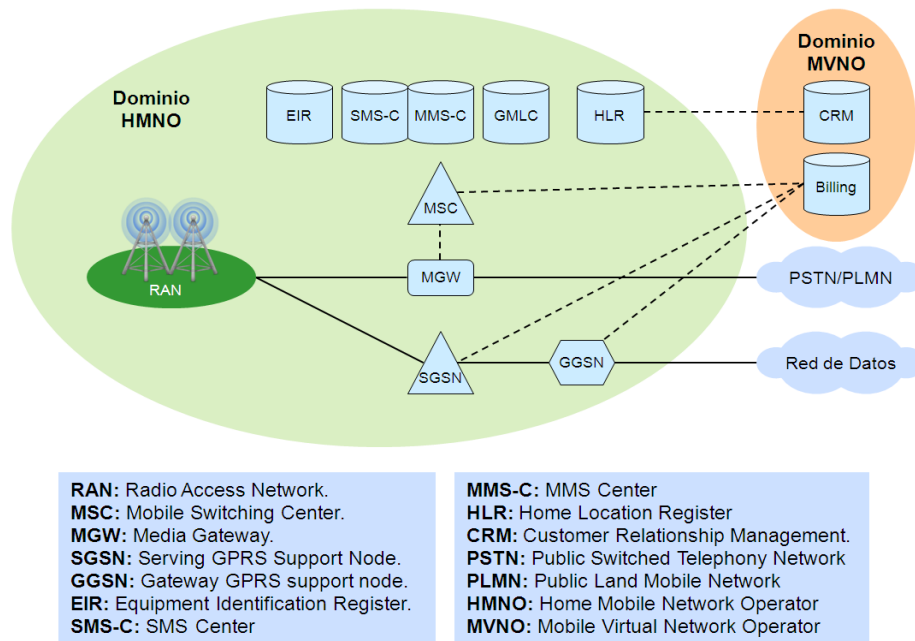 Dominio
HMNO
Dominio
MVNO
EIR
SMS-C
MMS-C
GMLC
HLR
CRM
MSC
Billing
RAN
MGW
PSTN/PLMN
SGSN
GGSN
Red de Datos
RAN: Radio Access Network.
MSC: Mobile Switching Center.
MGW: Media Gateway.
SGSN: Serving GPRS Support Node.
GGSN: Gateway GPRS support node.
EIR: Equipment Identification Register.
SMS-C: SMS Center
MMS-C: MMS Center
HLR: Home Location Register
CRM: Customer Relationship Management.
PSTN: Public Switched Telephony Network
PLMN: Public Land Mobile Network
HMNO: Home Mobile Network Operator
MVNO: Mobile Virtual Network Operator